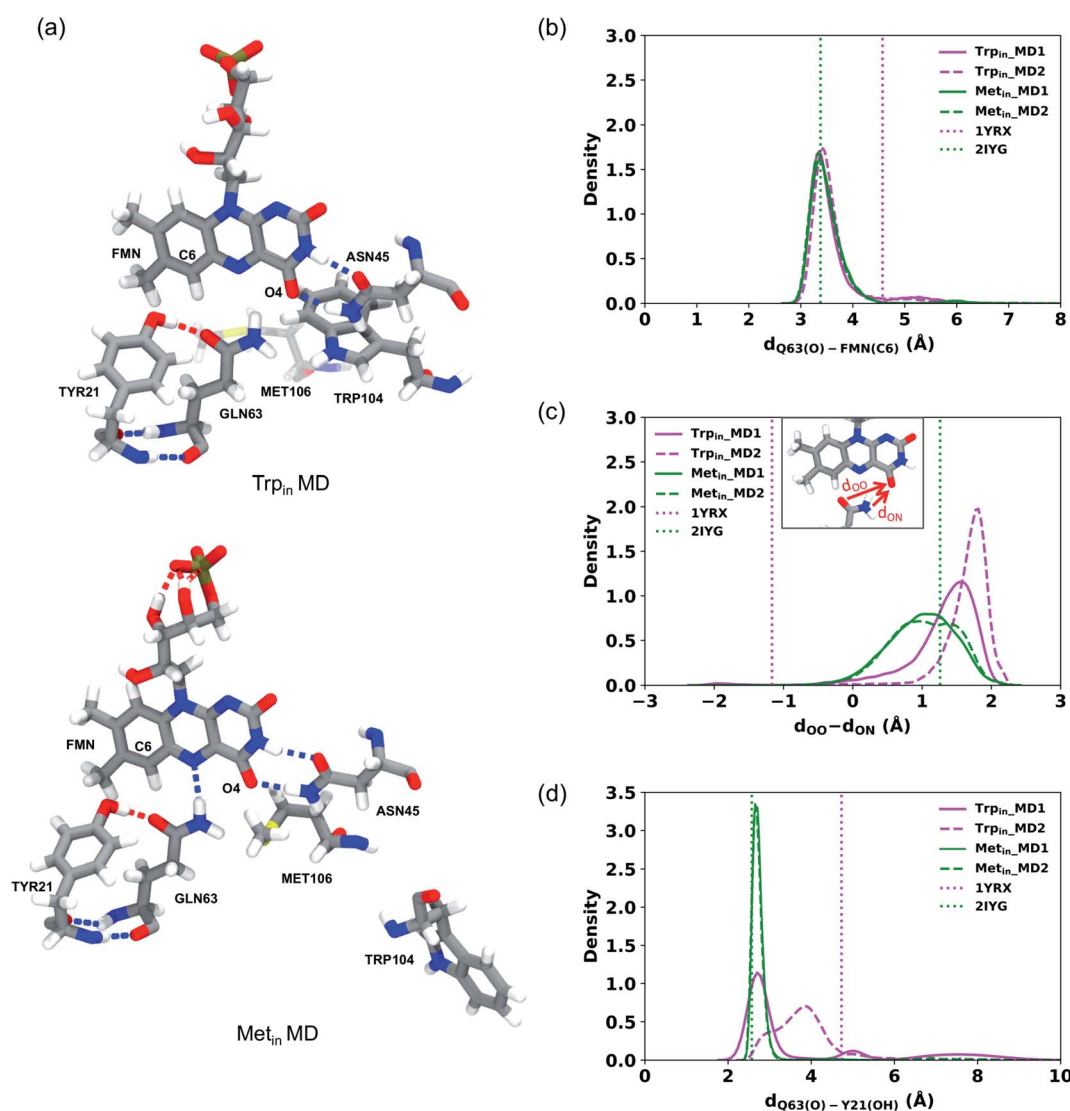 (a)
FMN
C6
ASN45
O4
TYR21
MET106
GLN63
TRP104
Trpin MD
FMN
C6
O4
ASN45
TYR21
GLN63
MET106
TRP104
Metin MD
(b)
3.0
2.5
2.0
1.5
1.0
0.5
0.0
Density
Trpin_MD1
Trpin_MD2
Metin_MD1
Metin_MD2
1YRX
2IYG
0 1 2 3 4 5 6 7 8
dQ63(O)−FMN(C6) (Å)
(c)
3.0
2.5
2.0
1.5
1.0
0.5
0.0
Density
Trpin_MD1
Trpin_MD2
Metin_MD1
Metin_MD2
1YRX
2IYG
dOO
dON
−3 −2 −1 0 1 2 3
dOO−dON (Å)
(d)
3.5
3.0
2.5
2.0
1.5
1.0
0.5
0.0
Density
Trpin_MD1
Trpin_MD2
Metin_MD1
Metin_MD2
1YRX
2IYG
0 2 4 6 8 10
dQ63(O)−Y21(OH) (Å)